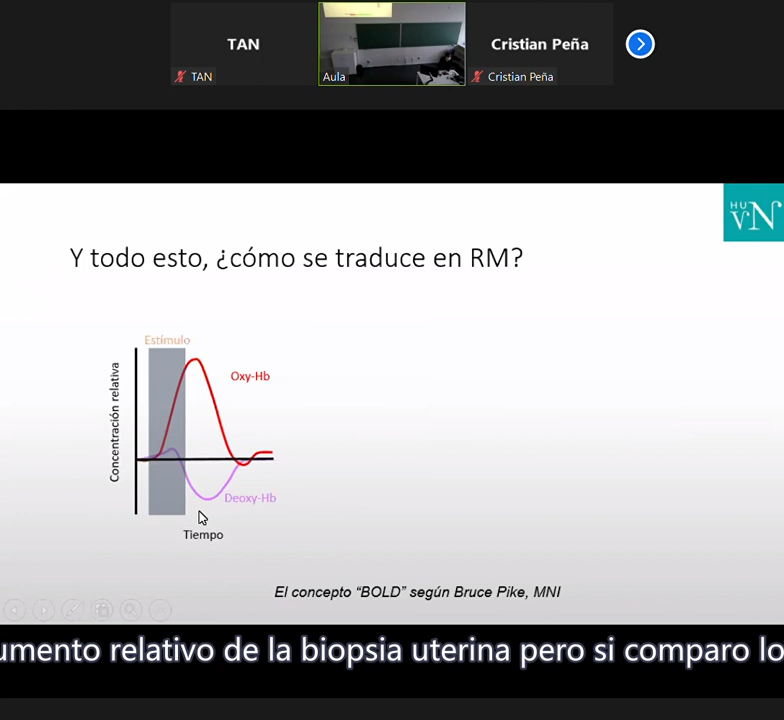 TAN
Cristian Peña
TAN
Aula
Cristian Peña
HU
VN
Y todo esto, ¿cómo se traduce en RM?
Estímulo
Oxy-Hb
Concentración relativa
Deoxy-Hb
Tiempo
El concepto “BOLD” según Bruce Pike, MNI
umento relativo de la biopsia uterina pero si comparo lo